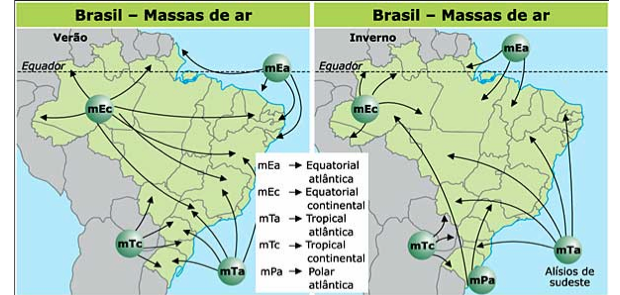 Brasil – Massas de ar
Verão
Equador
mEa
mEc
mTc
mTa
mEa → Equatorial
atlântica
mEc → Equatorial
continental
mTa → Tropical
atlântica
mTc → Tropical
continental
mPa → Polar
atlântica
Brasil – Massas de ar
Inverno
Equador
mEa
mEc
mTc
mTa
mPa
Alísios de
sudeste